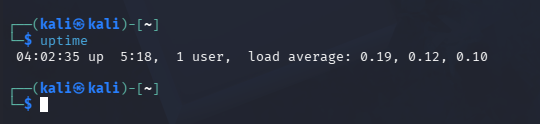 ┌──(kali㉿kali)-[~]
└─$ uptime
 04:02:35 up  5:18,  1 user,  load average: 0.19, 0.12, 0.10

┌──(kali㉿kali)-[~]
└─$